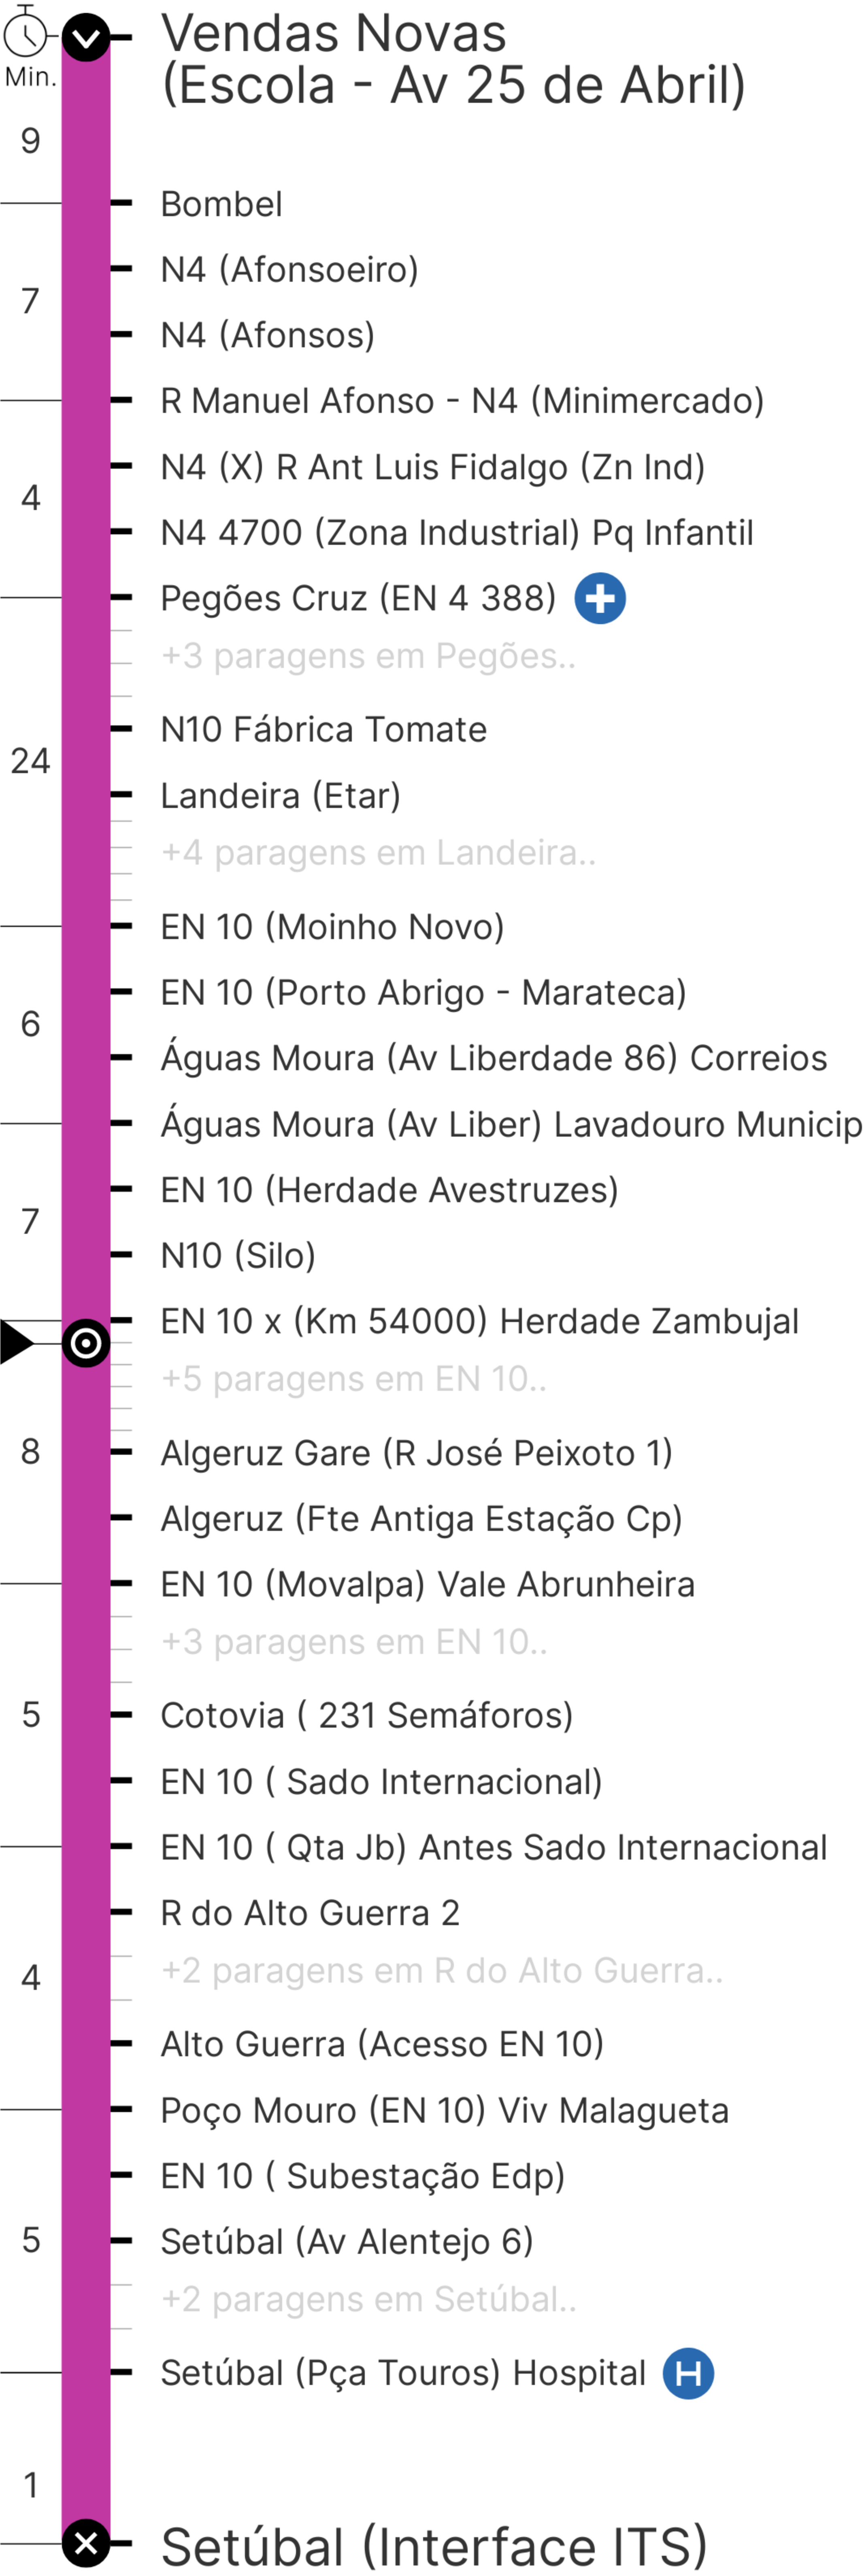 Min.
Vendas Novas
(Escola - Av 25 de Abril)
9
Bombel
N4 (Afonsoeiro)
7
N4 (Afonsos)
R Manuel Afonso - N4 (Minimercado)
N4 (X) R Ant Luis Fidalgo (Zn Ind)
4
N4 4700 (Zona Industrial) Pq Infantil
Pegões Cruz (EN 4 388)
+3 paragens em Pegões..
N10 Fábrica Tomate
24
Landeira (Etar)
+4 paragens em Landeira..
EN 10 (Moinho Novo)
EN 10 (Porto Abrigo - Marateca)
6
Águas Moura (Av Liberdade 86) Correios
Águas Moura (Av Liber) Lavadouro Municip
EN 10 (Herdade Avestruzes)
7
N10 (Silo)
EN 10 x (Km 54000) Herdade Zambujal
+5 paragens em EN 10..
8
Algeruz Gare (R José Peixoto 1)
Algeruz (Fte Antiga Estação Cp)
EN 10 (Movalpa) Vale Abrunheira
+3 paragens em EN 10..
5
Cotovia ( 231 Semáforos)
EN 10 ( Sado Internacional)
EN 10 ( Qta Jb) Antes Sado Internacional
R do Alto Guerra 2
+2 paragens em R do Alto Guerra..
4
Alto Guerra (Acesso EN 10)
Poço Mouro (EN 10) Viv Malagueta
EN 10 ( Subestação Edp)
5
Setúbal (Av Alentejo 6)
+2 paragens em Setúbal..
Setúbal (Pça Touros) Hospital H
1
Setúbal (Interface ITS)